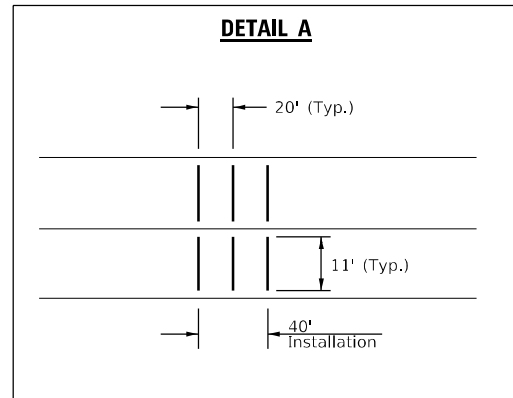 DETAIL A
20' (Typ.)
11' (Typ.)
40'
Installation